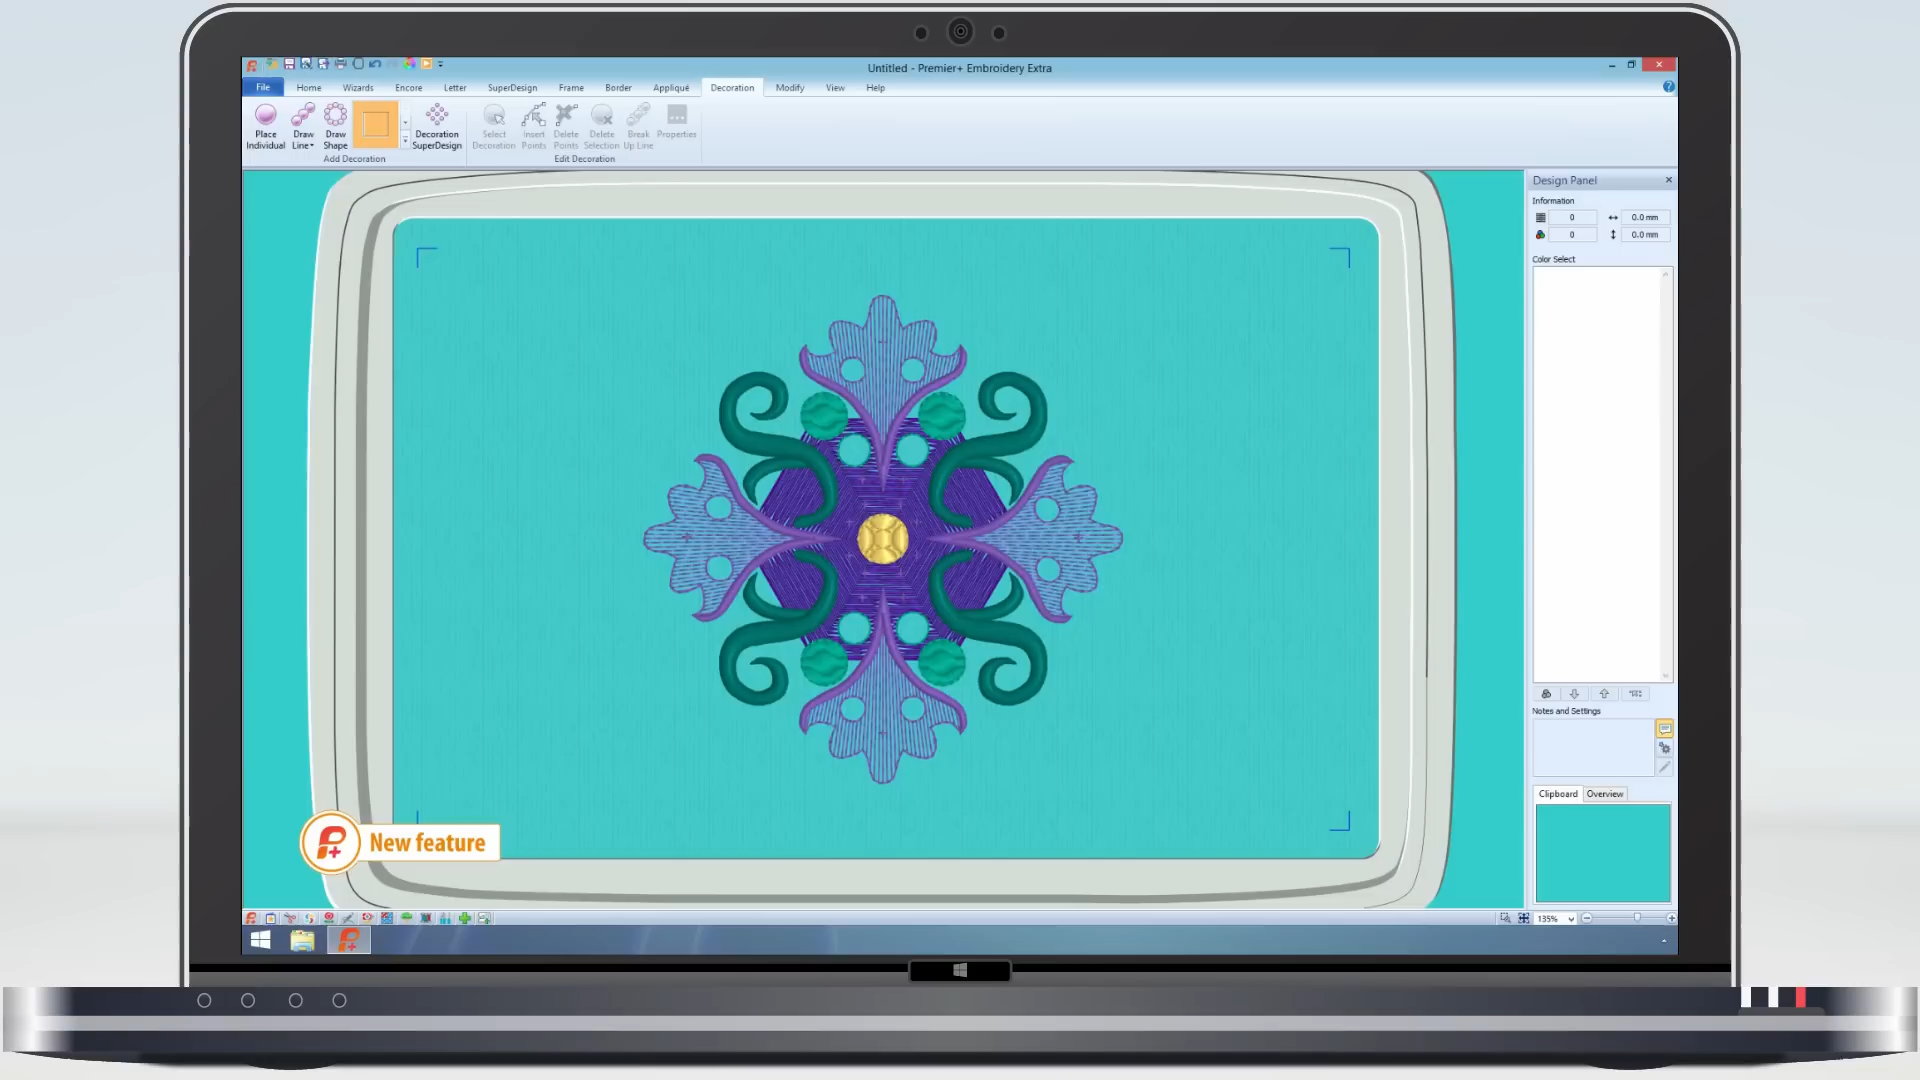 Untitled - Premier+ Embroidery Extra
File Home Wizards Encore Letter SuperDesign Frame Border Appliqué Decoration Modify View Help
Place Individual
Draw Line
Draw Shape
Decoration SuperDesign
Select Decoration
Insert Points
Delete Points
Delete Selection
Break Up Line
Properties
Add Decoration
Edit Decoration
Design Panel
Information
0 0.0 mm
0 0.0 mm
Color Select
Notes and Settings
Clipboard Overview
P+ New feature
135%